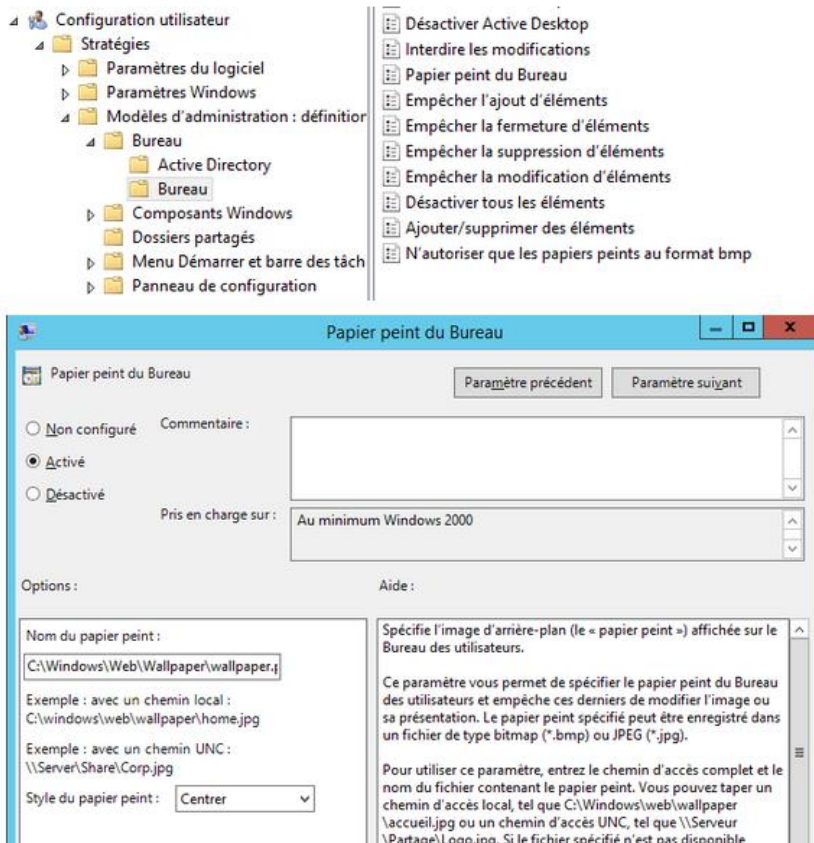 Configuration utilisateur
Stratégies
Paramètres du logiciel
Paramètres Windows
Modèles d'administration : définition
Bureau
Active Directory
Bureau
Composants Windows
Dossiers partagés
Menu Démarrer et barre des tâch
Panneau de configuration
Désactiver Active Desktop
Interdire les modifications
Papier peint du Bureau
Empêcher l'ajout d'éléments
Empêcher la fermeture d'éléments
Empêcher la suppression d'éléments
Empêcher la modification d'éléments
Désactiver tous les éléments
Ajouter/supprimer des éléments
N'autoriser que les papiers peints au format bmp
Papier peint du Bureau
Papier peint du Bureau
Paramètre précédent
Paramètre suivant
Non configuré
Activé
Désactivé
Commentaire :
Pris en charge sur :
Au minimum Windows 2000
Options :
Aide :
Nom du papier peint :
C:\Windows\Web\Wallpaper\wallpaper.
Exemple : avec un chemin local :
C:\windows\web\wallpaper\home.jpg
Exemple : avec un chemin UNC :
\\Server\Share\Corp.jpg
Style du papier peint :
Centrer
Spécifie l'image d'arrière-plan (le « papier peint ») affichée sur le
Bureau des utilisateurs.
Ce paramètre vous permet de spécifier le papier peint du Bureau
des utilisateurs et empêche ces derniers de modifier l'image ou
sa présentation. Le papier peint spécifié peut être enregistré dans
un fichier de type bitmap (*.bmp) ou JPEG (*.jpg).
Pour utiliser ce paramètre, entrez le chemin d'accès complet et le
nom du fichier contenant le papier peint. Vous pouvez taper un
chemin d'accès local, tel que C:\Windows\web\wallpaper
\accueil.jpg ou un chemin d'accès UNC, tel que \\Serveur
\Partage\Logo.jpg. Si le fichier spécifié n'est pas disponible